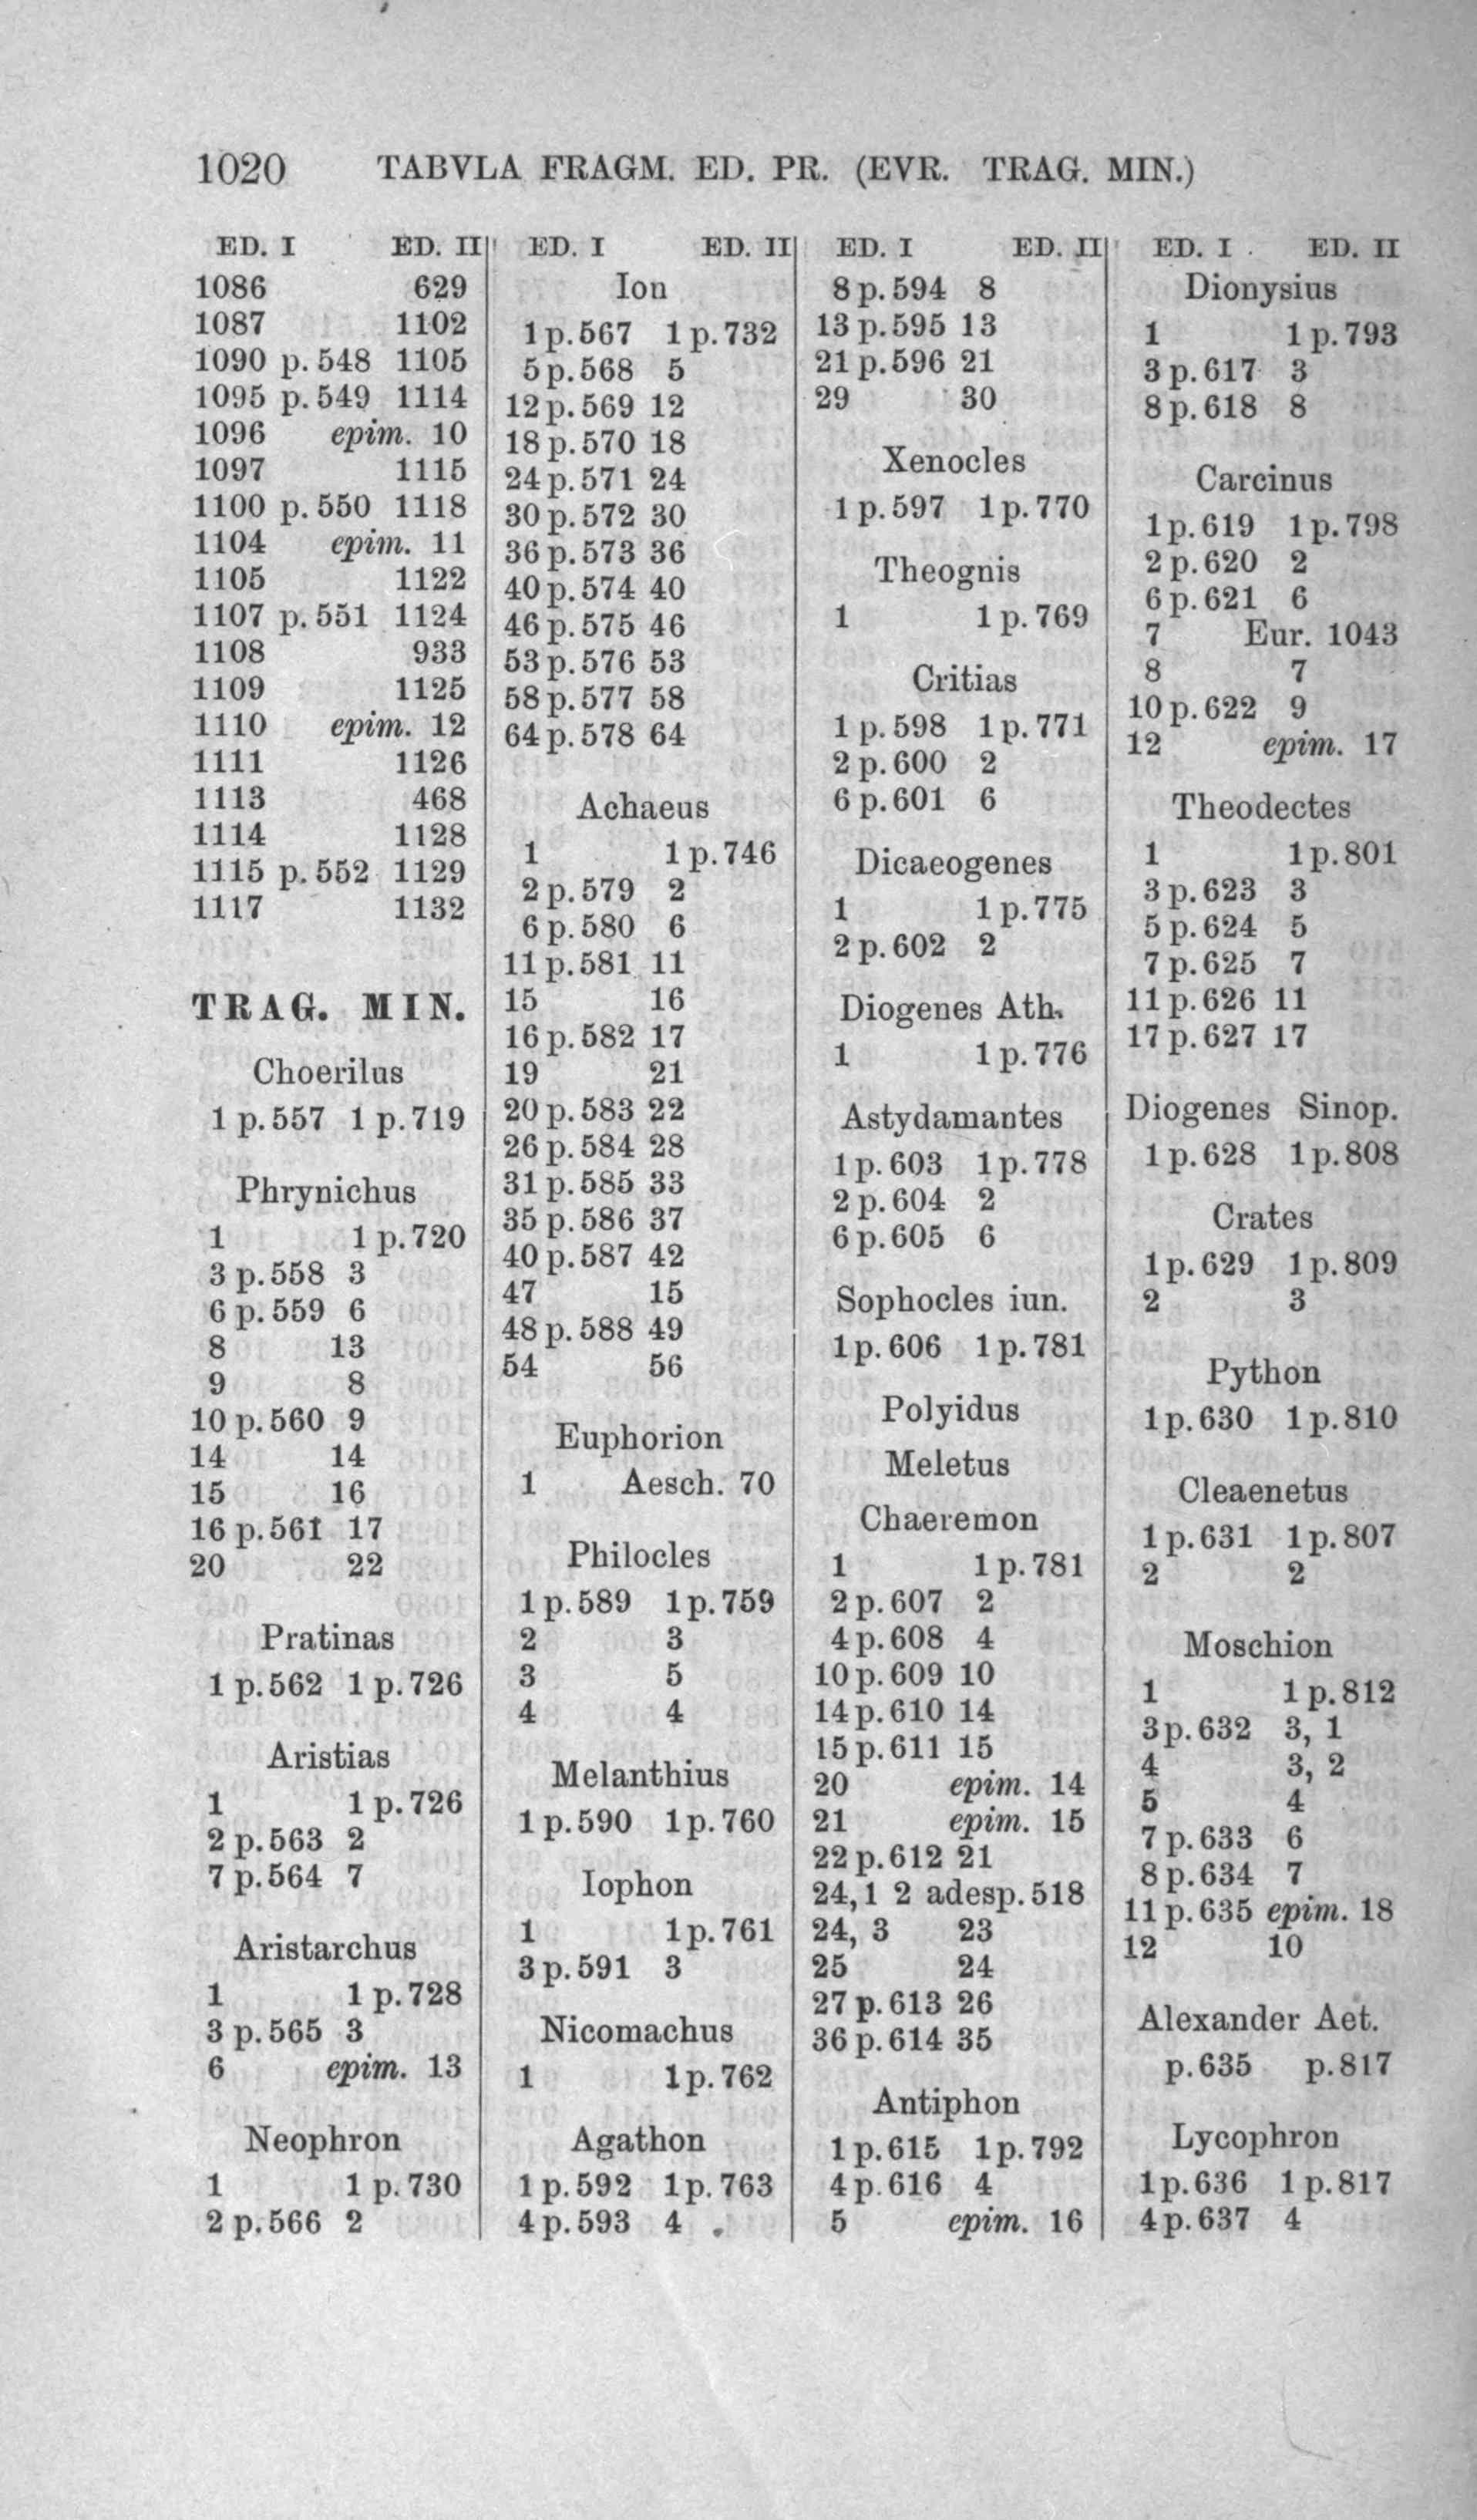 1020 TABVLA FRAGM. ED. PR. (EVR. TRAG. MIN.)
ED. I ED. II
1086 629
1087 1102
1090 p. 548 1105
1095 p. 549 1114
1096 epim. 10
1097 1115
1100 p. 550 1118
1104 epim. 11
1105 1122
1107 p. 551 1124
1108 933
1109 1125
1110 epim. 12
1111 1126
1113 468
1114 1128
1115 p. 552 1129
1117 1132
TRAG. MIN.
Choerilus
1 p. 557 1 p. 719
Phrynichus
1 1 p. 720
3 p. 558 3
6 p. 559 6
8 13
9 8
10 p. 560 9
14 14
15 16
16 p. 561 17
20 22
Pratinas
1 p. 562 1 p. 726
Aristias
1 1 p. 726
2 p. 563 2
7 p. 564 7
Aristarchus
1 1 p. 728
3 p. 565 3
6 epim. 13
Neophron
1 1 p. 730
2 p. 566 2
ED. I ED. II
Ion
1 p. 567 1 p. 732
5 p. 568 5
12 p. 569 12
18 p. 570 18
24 p. 571 24
30 p. 572 30
36 p. 573 36
40 p. 574 40
46 p. 575 46
53 p. 576 53
58 p. 577 58
64 p. 578 64
Achaeus
1 1 p. 746
2 p. 579 2
6 p. 580 6
11 p. 581 11
15 16
16 p. 582 17
19 21
20 p. 583 22
26 p. 584 28
31 p. 585 33
35 p. 586 37
40 p. 587 42
47 15
48 p. 588 49
54 56
Euphorion
1 Aesch. 70
Philocles
1 p. 589 1 p. 759
2 3
3 5
4 4
Melanthius
1 p. 590 1 p. 760
Iophon
1 1 p. 761
3 p. 591 3
Nicomachus
1 1 p. 762
Agathon
1 p. 592 1 p. 763
4 p. 593 4
ED. I ED. II
8 p. 594 8
13 p. 595 13
21 p. 596 21
29 30
Xenocles
1 p. 597 1 p. 770
Theognis
1 1 p. 769
Critias
1 p. 598 1 p. 771
2 p. 600 2
6 p. 601 6
Dicaeogenes
1 1 p. 775
2 p. 602 2
Diogenes Ath.
1 1 p. 776
Astydamantes
1 p. 603 1 p. 778
2 p. 604 2
6 p. 605 6
Sophocles iun.
1 p. 606 1 p. 781
Polyidus
Meletus
Chaeremon
1 1 p. 781
2 p. 607 2
4 p. 608 4
10 p. 609 10
14 p. 610 14
15 p. 611 15
20 epim. 14
21 epim. 15
22 p. 612 21
24, 1 2 adesp. 518
24, 3 23
25 24
27 p. 613 26
36 p. 614 35
Antiphon
1 p. 615 1 p. 792
4 p. 616 4
5 epim. 16
ED. I ED. II
Dionysius
1 1 p. 793
3 p. 617 3
8 p. 618 8
Carcinus
1 p. 619 1 p. 798
2 p. 620 2
6 p. 621 6
7 Eur. 1043
8 7
10 p. 622 9
12 epim. 17
Theodectes
1 1 p. 801
3 p. 623 3
5 p. 624 5
7 p. 625 7
11 p. 626 11
17 p. 627 17
Diogenes Sinop.
1 p. 628 1 p. 808
Crates
1 p. 629 1 p. 809
2 3
Python
1 p. 630 1 p. 810
Cleaenetus
1 p. 631 1 p. 807
2 2
Moschion
1 1 p. 812
3 p. 632 3, 1
4 3, 2
5 4
7 p. 633 6
8 p. 634 7
11 p. 635 epim. 18
12 10
Alexander Aet.
p. 635 p. 817
Lycophron
1 p. 636 1 p. 817
4 p. 637 4